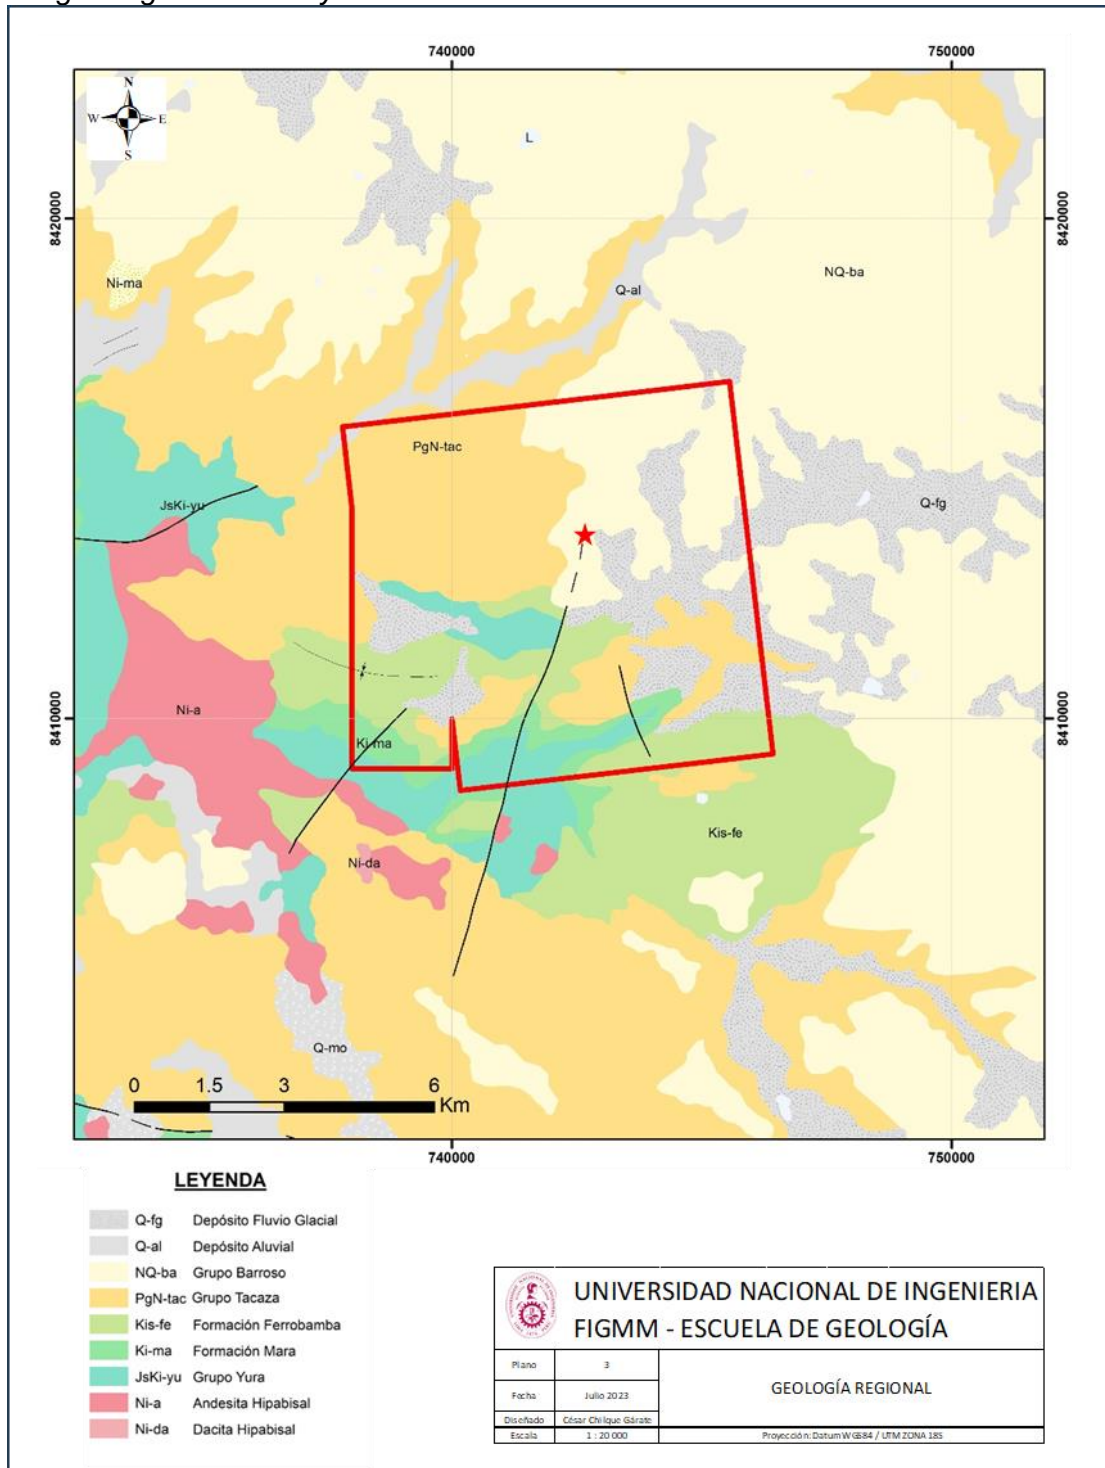 740000
750000
N
W
E
S
L
8420000
8420000
Ni-ma
NQ-ba
Q-al
PgN-tac
JsKi-yu
Q-fg
Ni-a
8410000
8410000
Ki-ma
Kis-fe
Ni-da
Q-mo
0 1.5 3 6
Km
740000
750000
LEYENDA
Q-fg Depósito Fluvio Glacial
Q-al Depósito Aluvial
NQ-ba Grupo Barroso
PgN-tac Grupo Tacaza
Kis-fe Formación Ferrobamba
Ki-ma Formación Mara
JsKi-yu Grupo Yura
Ni-a Andesita Hipabisal
Ni-da Dacita Hipabisal
UNIVERSIDAD NACIONAL DE INGENIERIA
FIGMM - ESCUELA DE GEOLOGÍA
Plano 3
Fecha Julio 2023
GEOLOGÍA REGIONAL
Diseñado César Chilque Gárate
Escala 1 : 20 000
Proyección: Datum WGS84 / UTM ZONA 18S